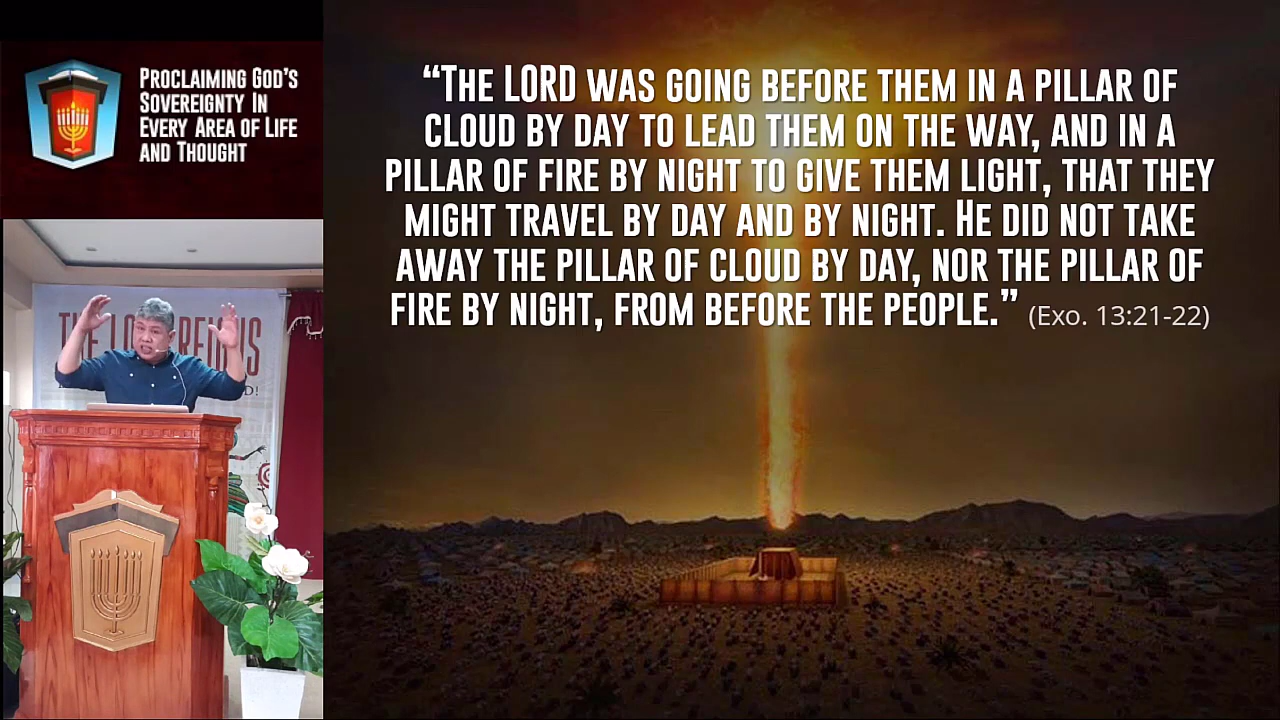 PROCLAIMING GOD'S
SOVEREIGNTY IN
EVERY AREA OF LIFE
AND THOUGHT
“THE LORD WAS GOING BEFORE THEM IN A PILLAR OF
CLOUD BY DAY TO LEAD THEM ON THE WAY, AND IN A
PILLAR OF FIRE BY NIGHT TO GIVE THEM LIGHT, THAT THEY
MIGHT TRAVEL BY DAY AND BY NIGHT. HE DID NOT TAKE
AWAY THE PILLAR OF CLOUD BY DAY, NOR THE PILLAR OF
FIRE BY NIGHT, FROM BEFORE THE PEOPLE.” (Exo. 13:21-22)
THE REIGNS